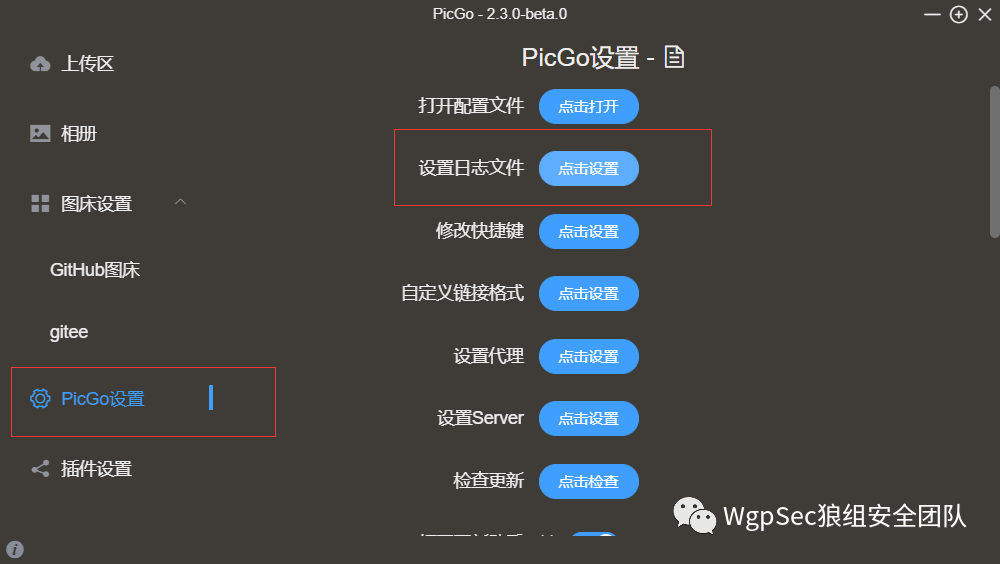 PicGo - 2.3.0-beta.0
上传区
相册
图床设置
GitHub图床
gitee
PicGo设置
插件设置
PicGo设置 -
打开配置文件 点击打开
设置日志文件 点击设置
修改快捷键 点击设置
自定义链接格式 点击设置
设置代理 点击设置
设置Server 点击设置
检查更新 点击检查
WgpSec狼组安全团队